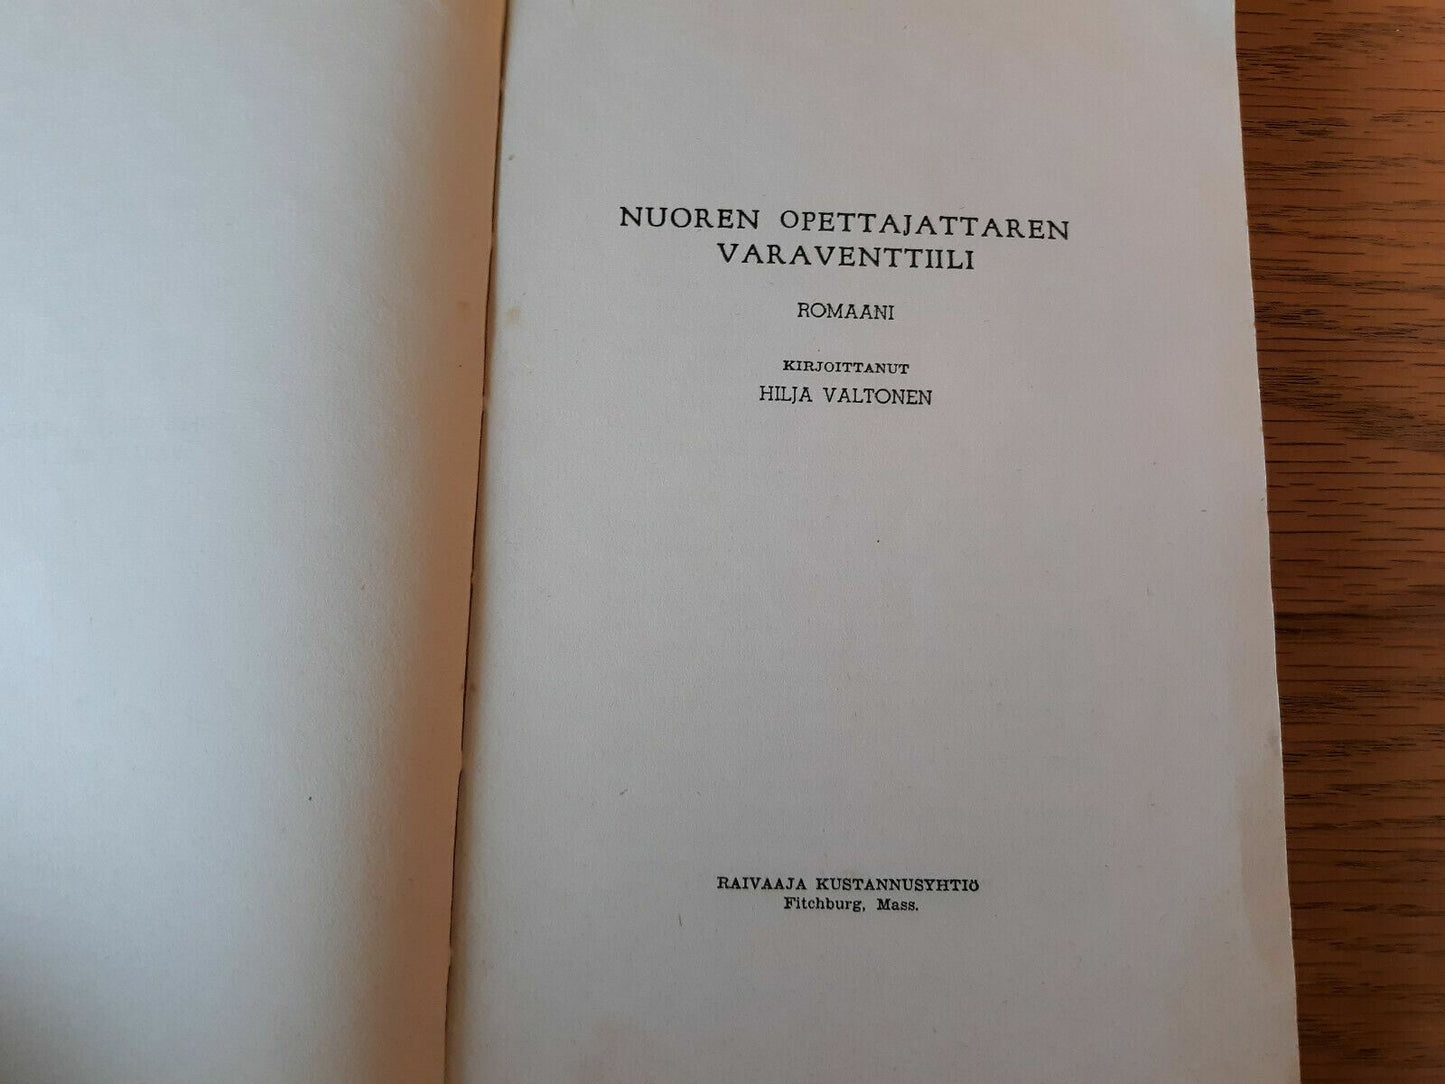 NUOREN OPETTAJATTAREN
VARAVENTTIILI
ROMAANI
KIRJOITTANUT
HILJA VALTONEN
RAIVAAJA KUSTANNUSYHTIÖ
Fitchburg, Mass.